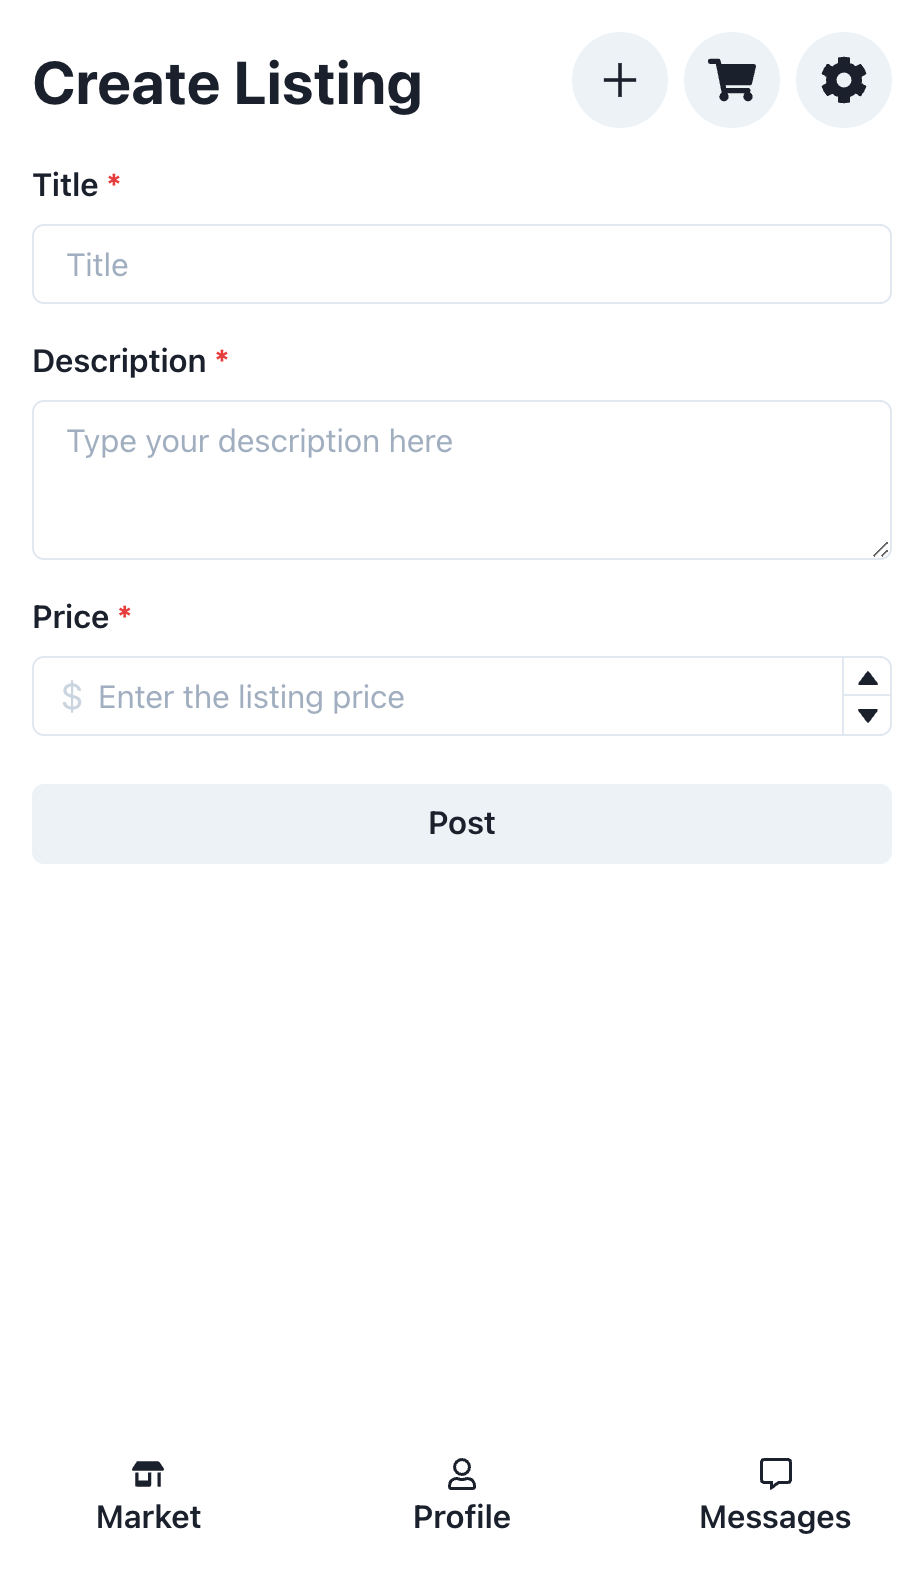 Create Listing
Title *
Title
Description *
Type your description here
Price *
$ Enter the listing price
Post
Market
Profile
Messages